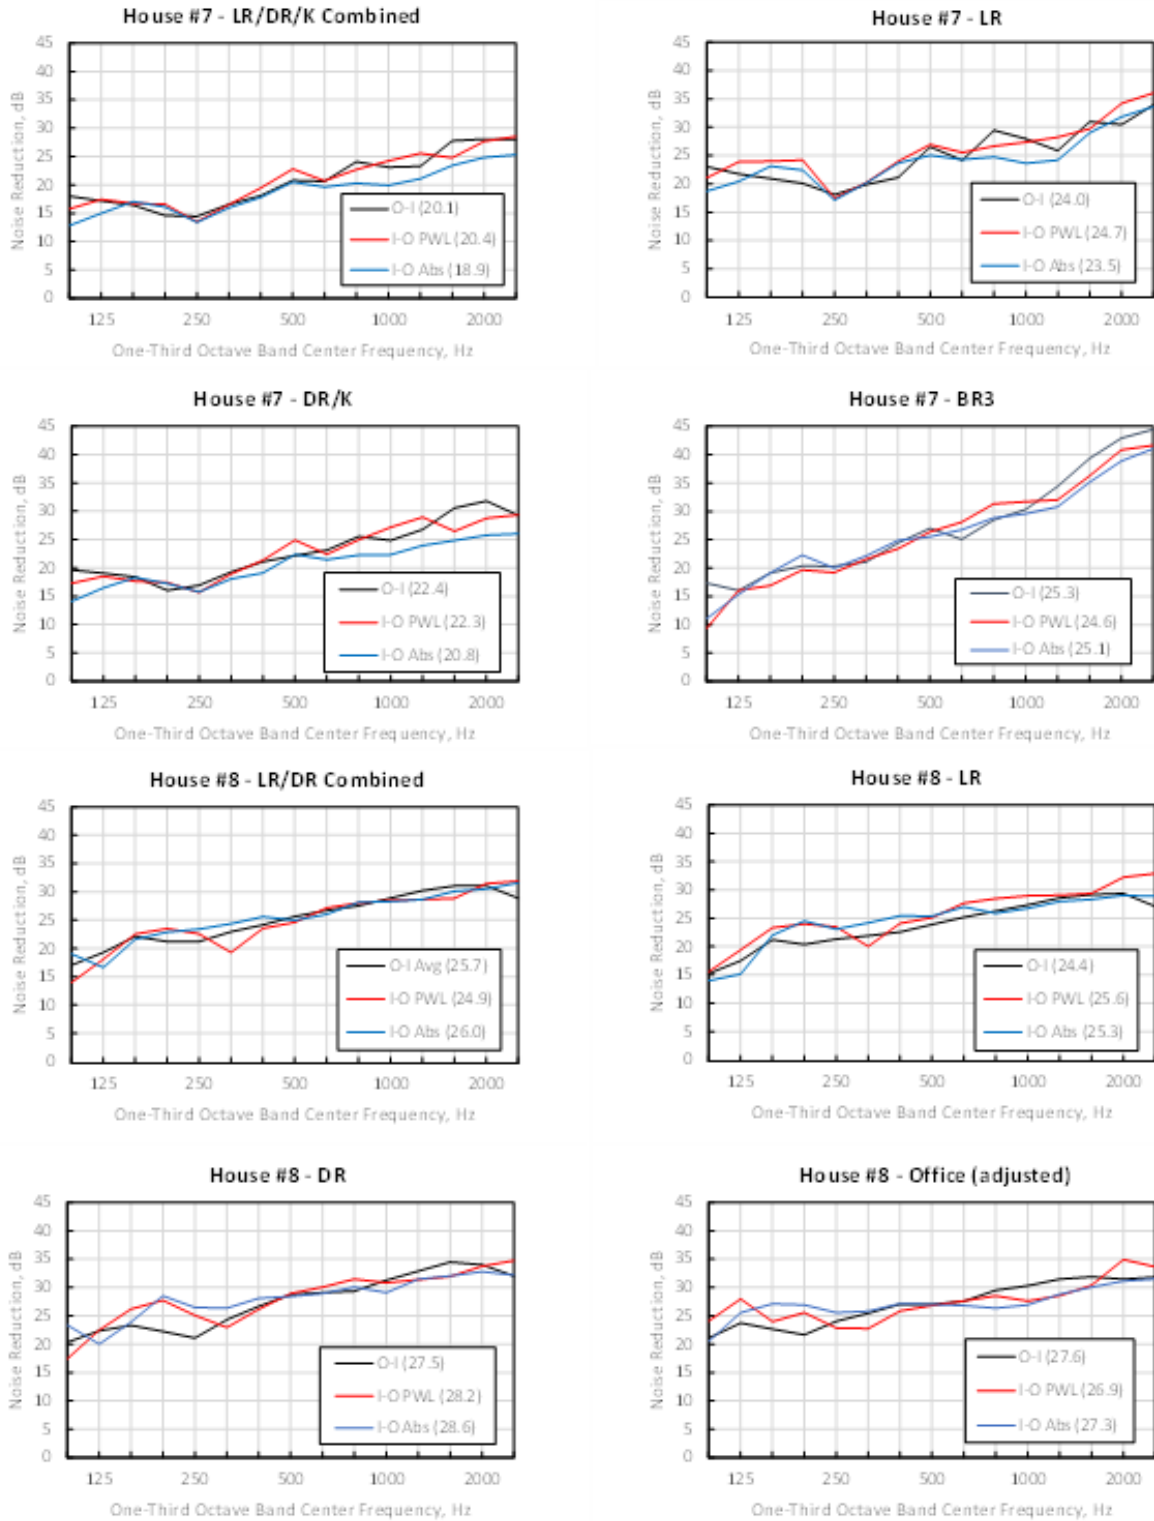 House #7 - LR/DR/K Combined
Noise Reduction, dB
45
40
35
30
25
20
15
10
5
0
O-I (20.1)
I-O PWL (20.4)
I-O Abs (18.9)
125 250 500 1000 2000
One-Third Octave Band Center Frequency, Hz
House #7 - LR
Noise Reduction, dB
45
40
35
30
25
20
15
10
5
0
O-I (24.0)
I-O PWL (24.7)
I-O Abs (23.5)
125 250 500 1000 2000
One-Third Octave Band Center Frequency, Hz
House #7 - DR/K
Noise Reduction, dB
45
40
35
30
25
20
15
10
5
0
O-I (22.4)
I-O PWL (22.3)
I-O Abs (20.8)
125 250 500 1000 2000
One-Third Octave Band Center Frequency, Hz
House #7 - BR3
Noise Reduction, dB
45
40
35
30
25
20
15
10
5
0
O-I (25.3)
I-O PWL (24.6)
I-O Abs (25.1)
125 250 500 1000 2000
One-Third Octave Band Center Frequency, Hz
House #8 - LR/DR Combined
Noise Reduction, dB
45
40
35
30
25
20
15
10
5
0
O-I Avg (25.7)
I-O PWL (24.9)
I-O Abs (26.0)
125 250 500 1000 2000
One-Third Octave Band Center Frequency, Hz
House #8 - LR
Noise Reduction, dB
45
40
35
30
25
20
15
10
5
0
O-I (24.4)
I-O PWL (25.6)
I-O Abs (25.3)
125 250 500 1000 2000
One-Third Octave Band Center Frequency, Hz
House #8 - DR
Noise Reduction, dB
45
40
35
30
25
20
15
10
5
0
O-I (27.5)
I-O PWL (28.2)
I-O Abs (28.6)
125 250 500 1000 2000
One-Third Octave Band Center Frequency, Hz
House #8 - Office (adjusted)
Noise Reduction, dB
45
40
35
30
25
20
15
10
5
0
O-I (27.6)
I-O PWL (26.9)
I-O Abs (27.3)
125 250 500 1000 2000
One-Third Octave Band Center Frequency, Hz